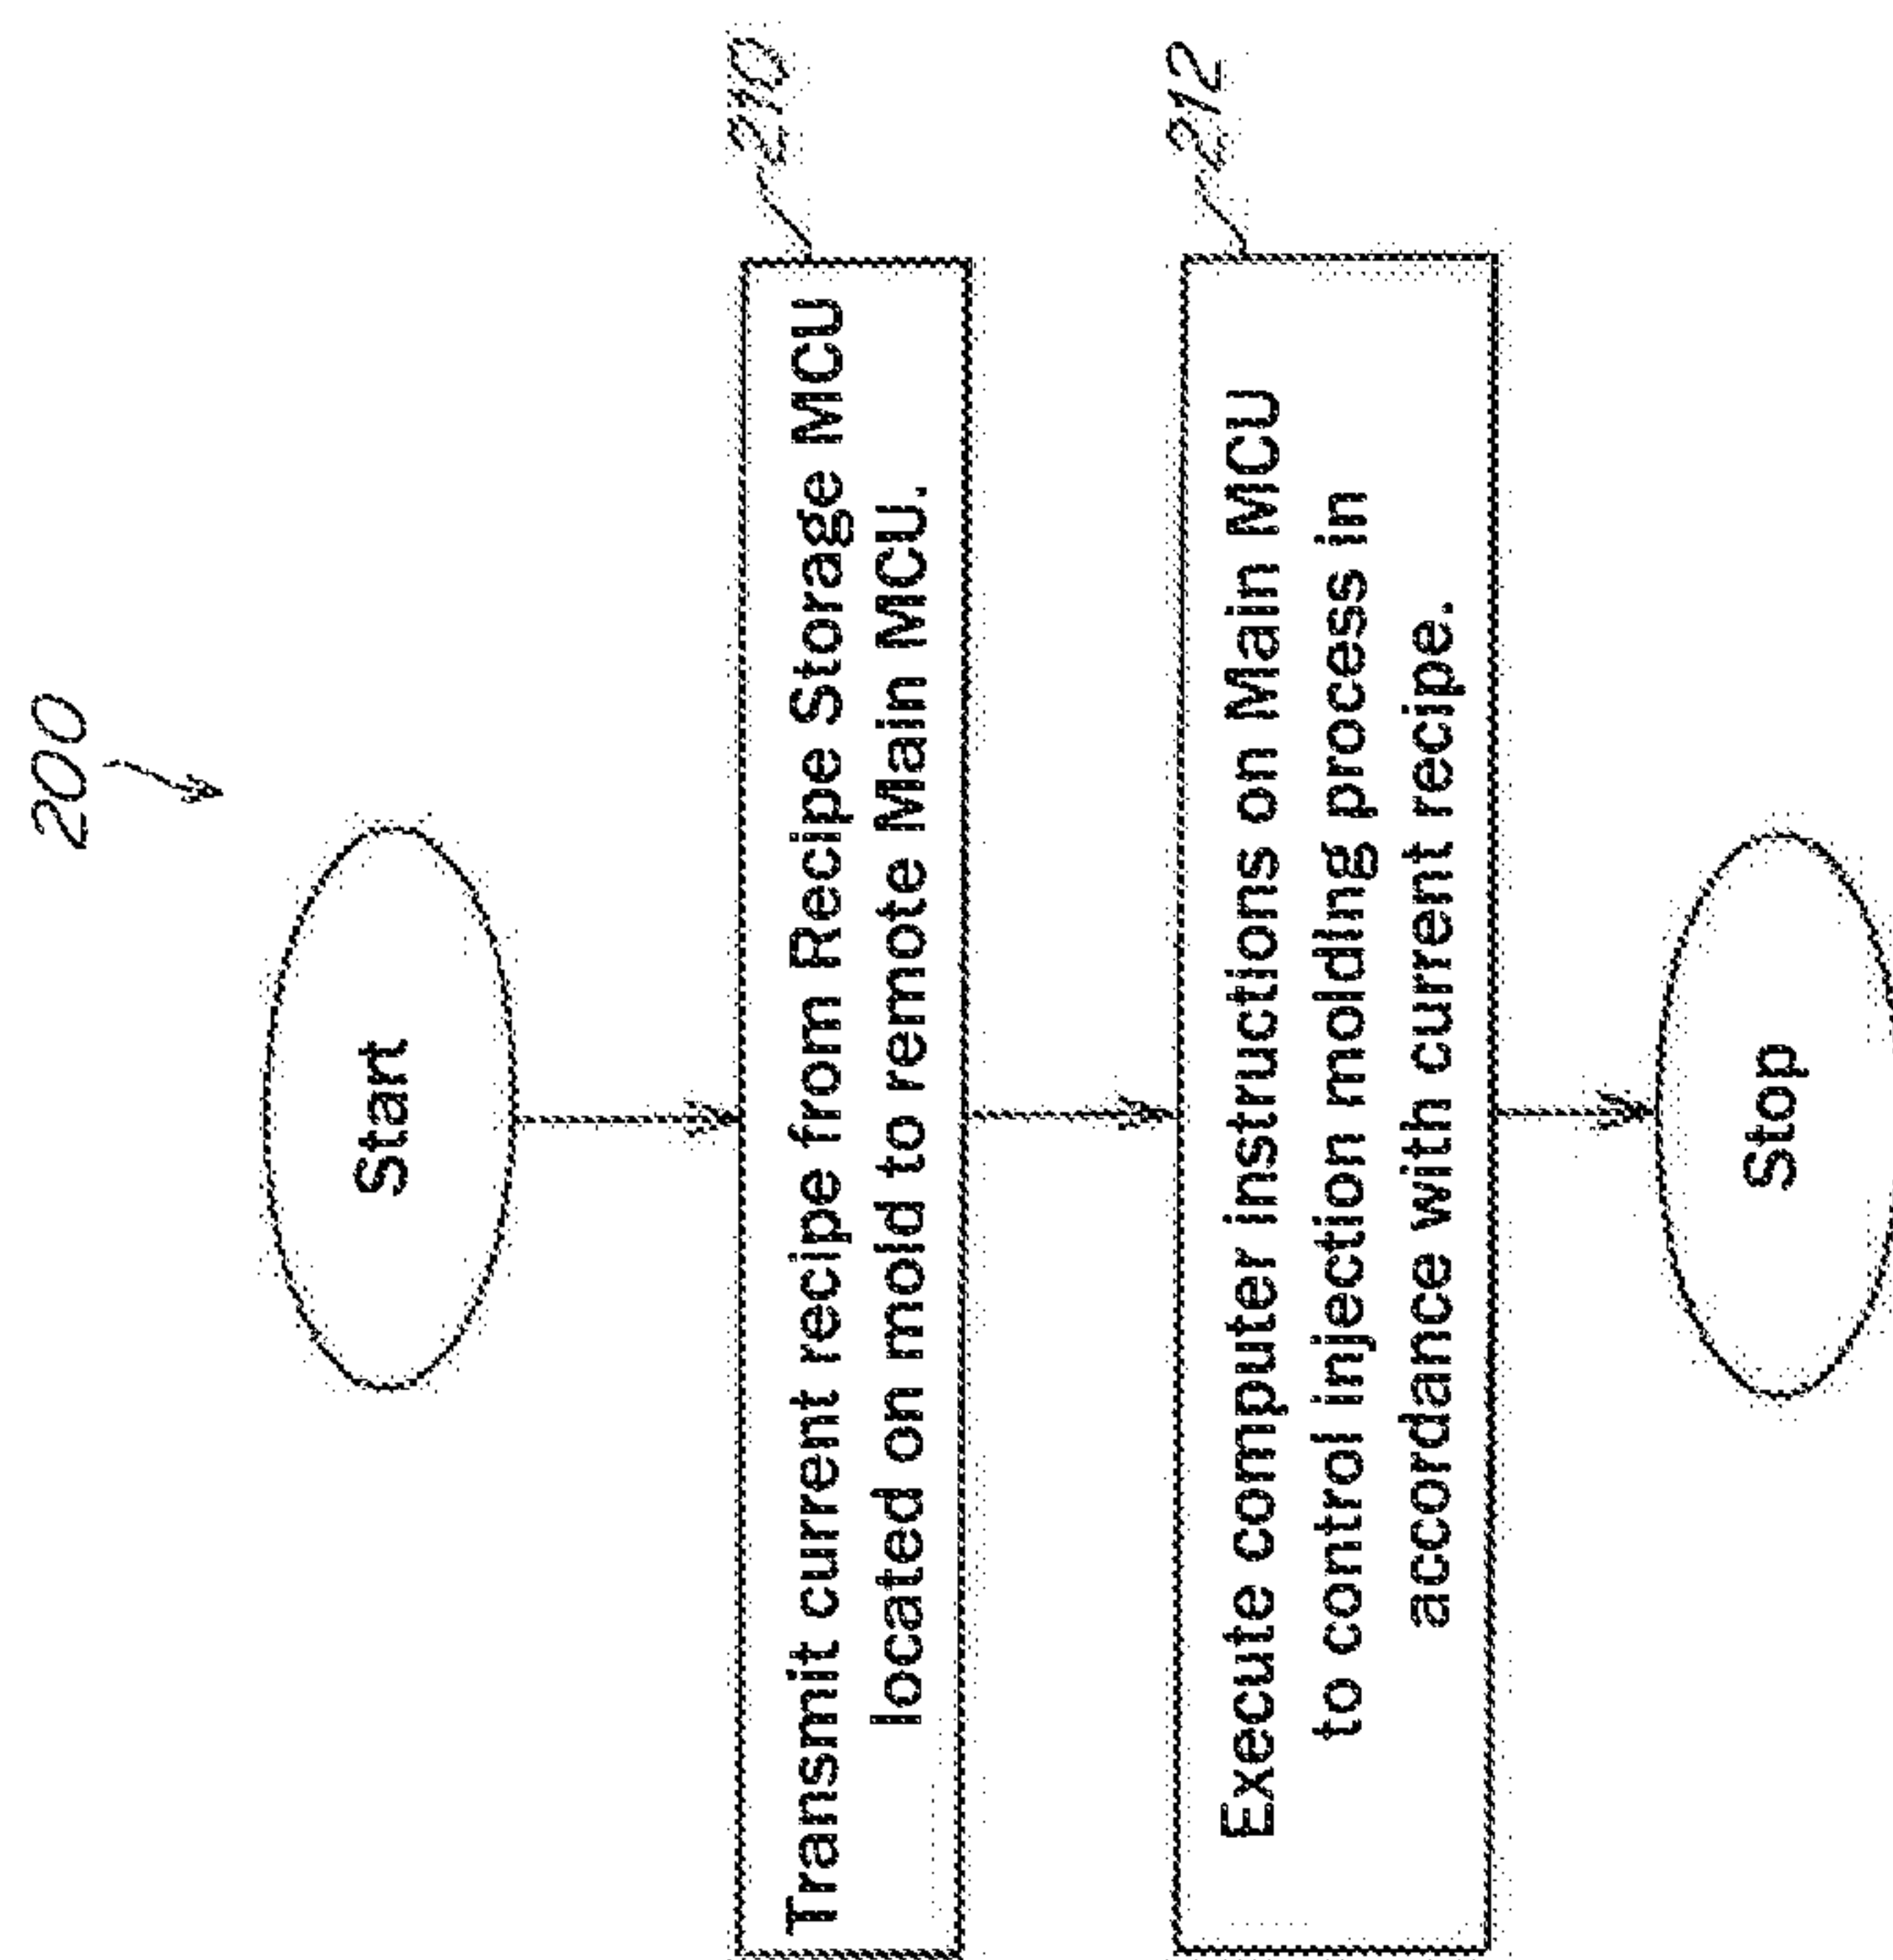 200
Start
Transmit current recipe from Recipe Storage MCU
located on mold to remote Main MCU.
210
Execute computer instructions on Main MCU
to control injection molding process in
accordance with current recipe.
212
Stop